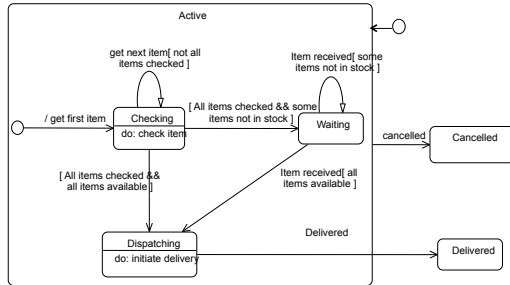 Active
get next item[ not all
items checked ]
Item received[ some
items not in stock ]
/ get first item
Checking
do: check item
[ All items checked && some
items not in stock ]
Waiting
cancelled
Cancelled
[ All items checked &&
all items available ]
Item received[ all
items available ]
Dispatching
do: initiate delivery
Delivered
Delivered